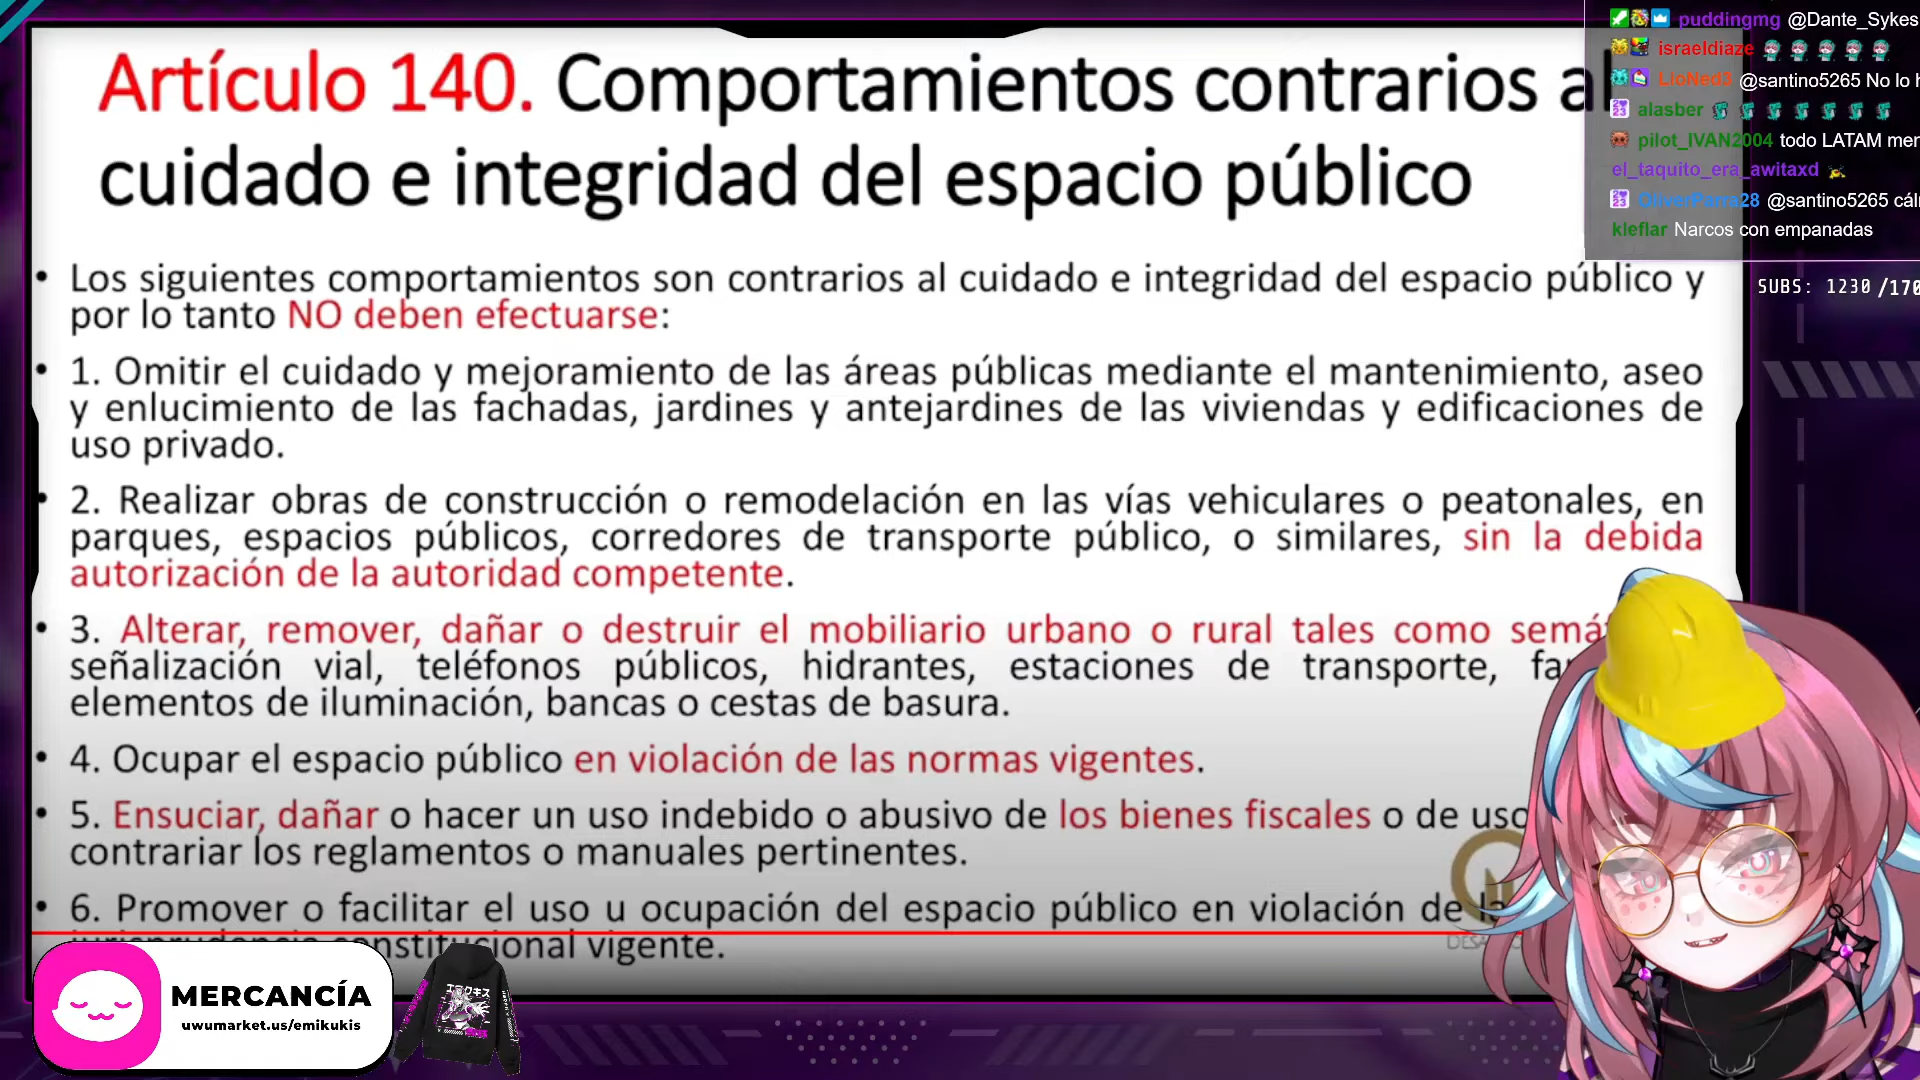 Artículo 140. Comportamientos contrarios al
cuidado e integridad del espacio público
• Los siguientes comportamientos son contrarios al cuidado e integridad del espacio público y
por lo tanto NO deben efectuarse:
• 1. Omitir el cuidado y mejoramiento de las áreas públicas mediante el mantenimiento, aseo
y enlucimiento de las fachadas, jardines y antejardines de las viviendas y edificaciones de
uso privado.
• 2. Realizar obras de construcción o remodelación en las vías vehiculares o peatonales, en
parques, espacios públicos, corredores de transporte público, o similares, sin la debida
autorización de la autoridad competente.
• 3. Alterar, remover, dañar o destruir el mobiliario urbano o rural tales como
señalización vial, teléfonos públicos, hidrantes, estaciones de transporte,
elementos de iluminación, bancas o cestas de basura.
• 4. Ocupar el espacio público en violación de las normas vigentes.
• 5. Ensuciar, dañar o hacer un uso indebido o abusivo de los bienes fiscales o de uso
contrariar los reglamentos o manuales pertinentes.
• 6. Promover o facilitar el uso u ocupación del espacio público en violación de la
jurisprudencia constitucional vigente.
puddingmg @Dante_Sykes
israeldiaze
LioNed3 @santino5265 No lo h
alasber
pilot_IVAN2004 todo LATAM mer
el_taquito_era_awitaxd
OliverParra28 @santino5265 cál
kleflar Narcos con empanadas
SUBS: 1230 /170
MERCANCÍA
uwumarket.us/emikukis